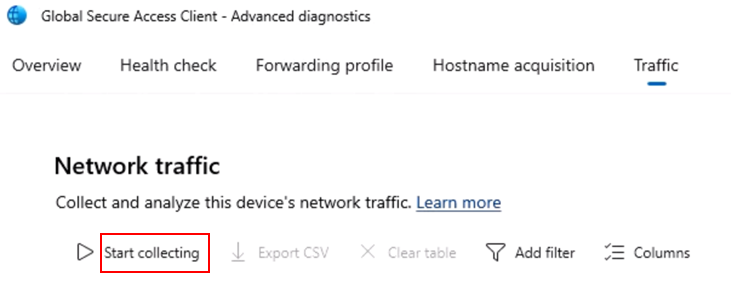 Global Secure Access Client - Advanced diagnostics
Overview Health check Forwarding profile Hostname acquisition Traffic
Network traffic
Collect and analyze this device's network traffic. Learn more
Start collecting Export CSV Clear table Add filter Columns